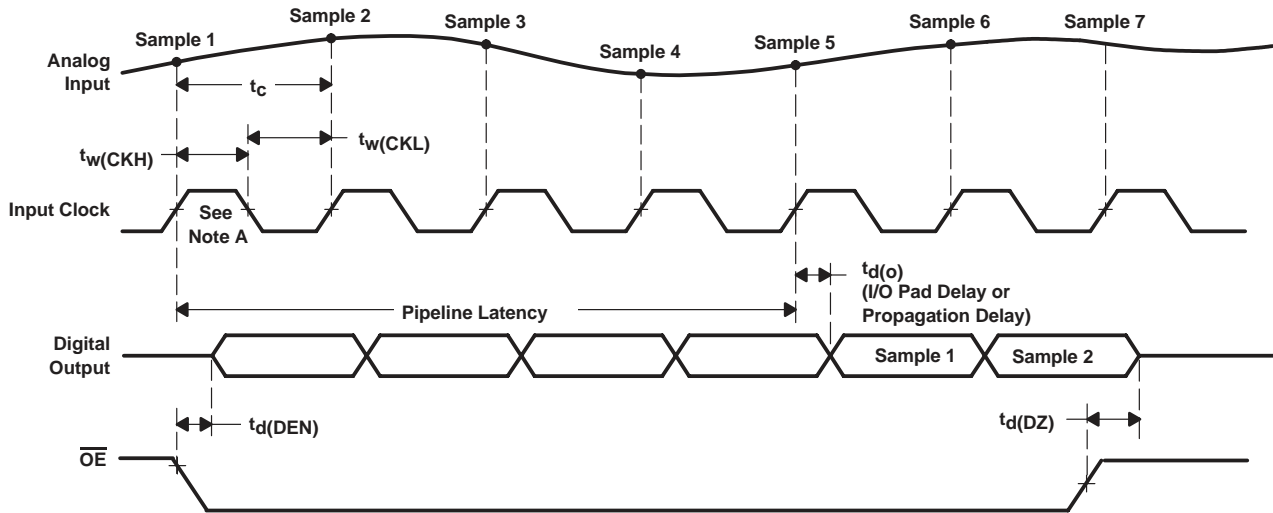 Sample 1
Sample 2
Sample 3
Sample 4
Sample 5
Sample 6
Sample 7
Analog
Input
tc
tw(CKH)
tw(CKL)
Input Clock
See
Note A
td(o)
(I/O Pad Delay or
Propagation Delay)
Pipeline Latency
Digital
Output
Sample 1
Sample 2
td(DEN)
td(DZ)
OE